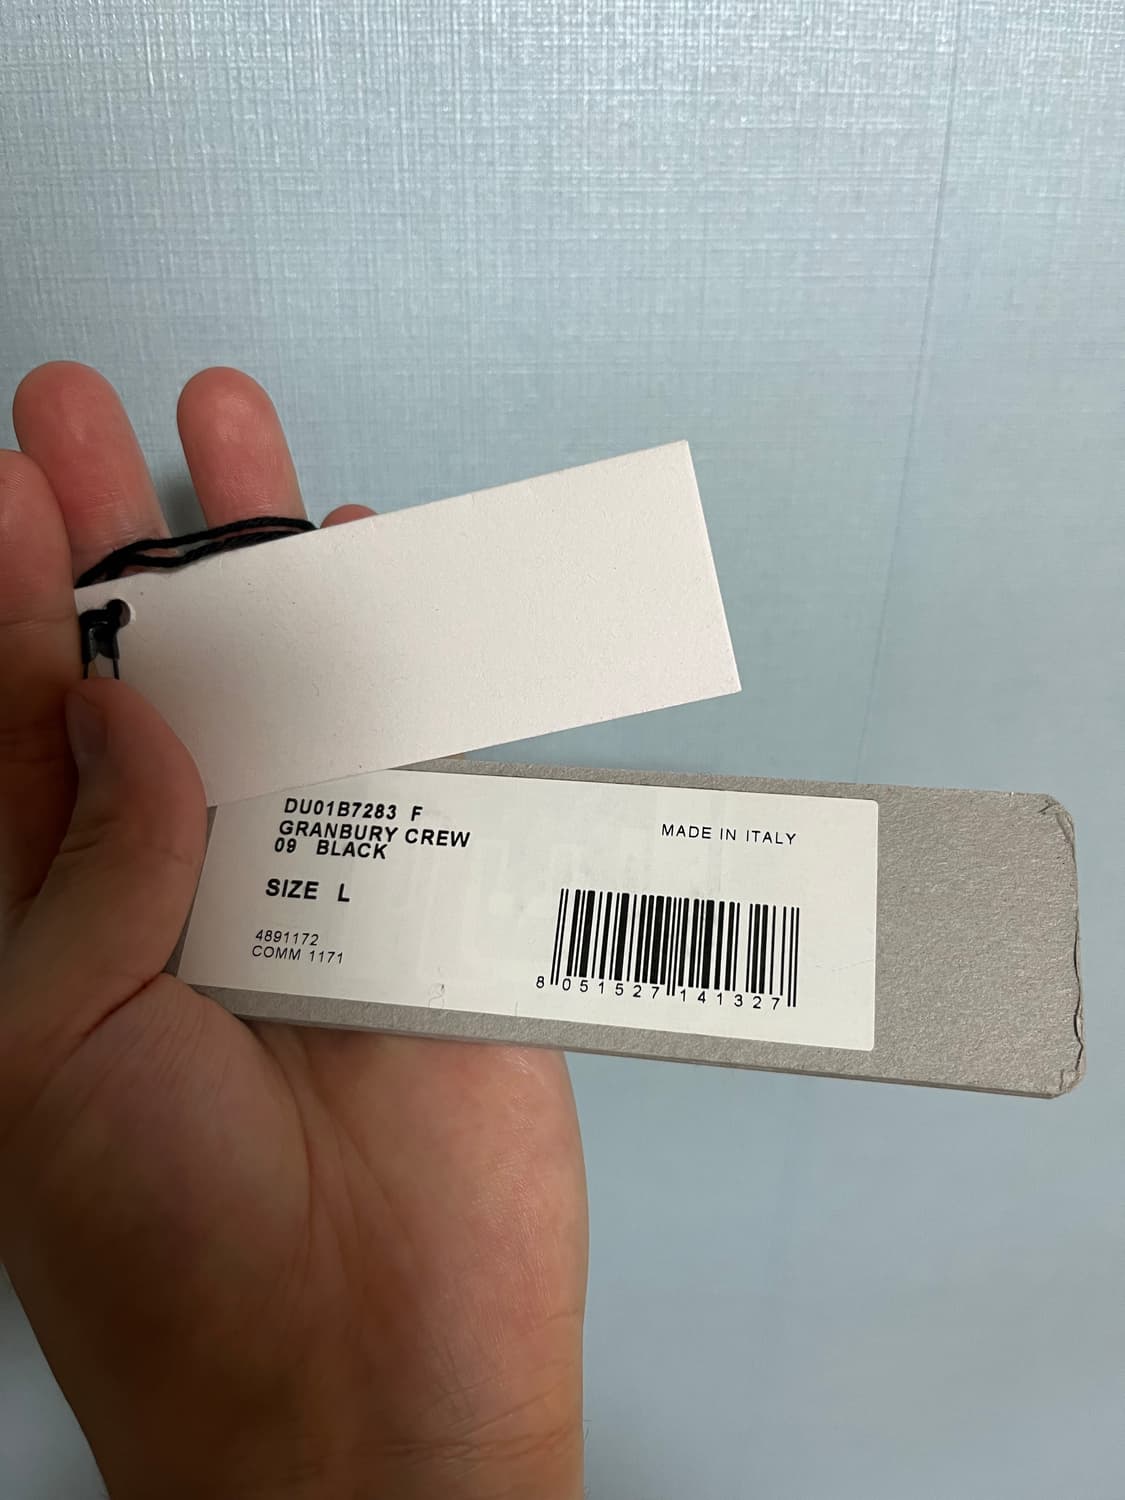 DU01B7283 F
GRANBURY CREW
09 BLACK
SIZE L
4891172
COMM 1171
MADE IN ITALY
8 051527 141327